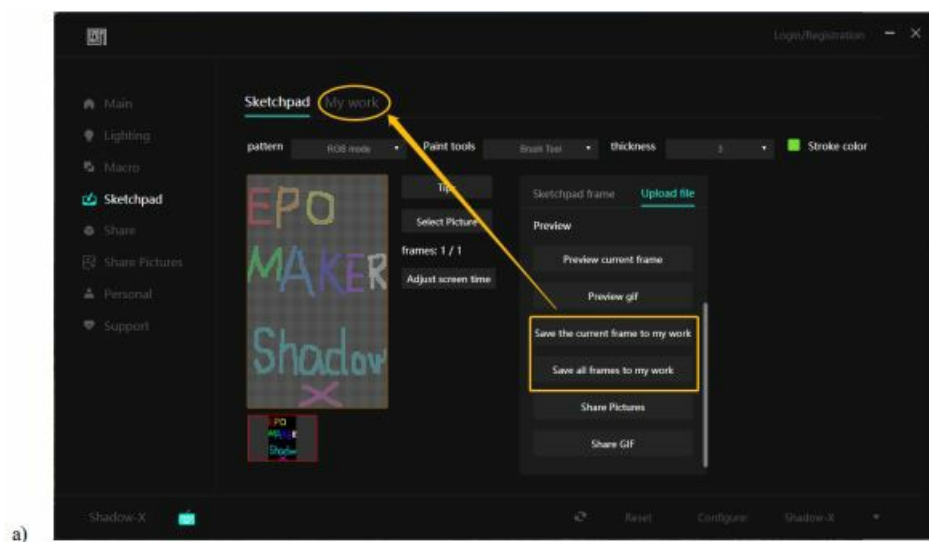 Login/Registration
Main
Lighting
Macro
Sketchpad
Share
Share Pictures
Personal
Support
Sketchpad My work
pattern RGB mode Paint tools Brush Tool thickness 3 Stroke color
EPO
MAKER
Shadow
X
Tips
Select Picture
frames: 1 / 1
Adjust screen time
Sketchpad frame Upload file
Preview
Preview current frame
Preview gif
Save the current frame to my work
Save all frames to my work
Share Pictures
Share GIF
Shadow-X
Reset Configure: Shadow-X
a)